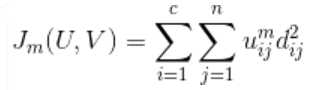 $J_m(U,V) = \sum_{i=1}^{c} \sum_{j=1}^{n} u_{ij}^{m} d_{ij}^{2}$